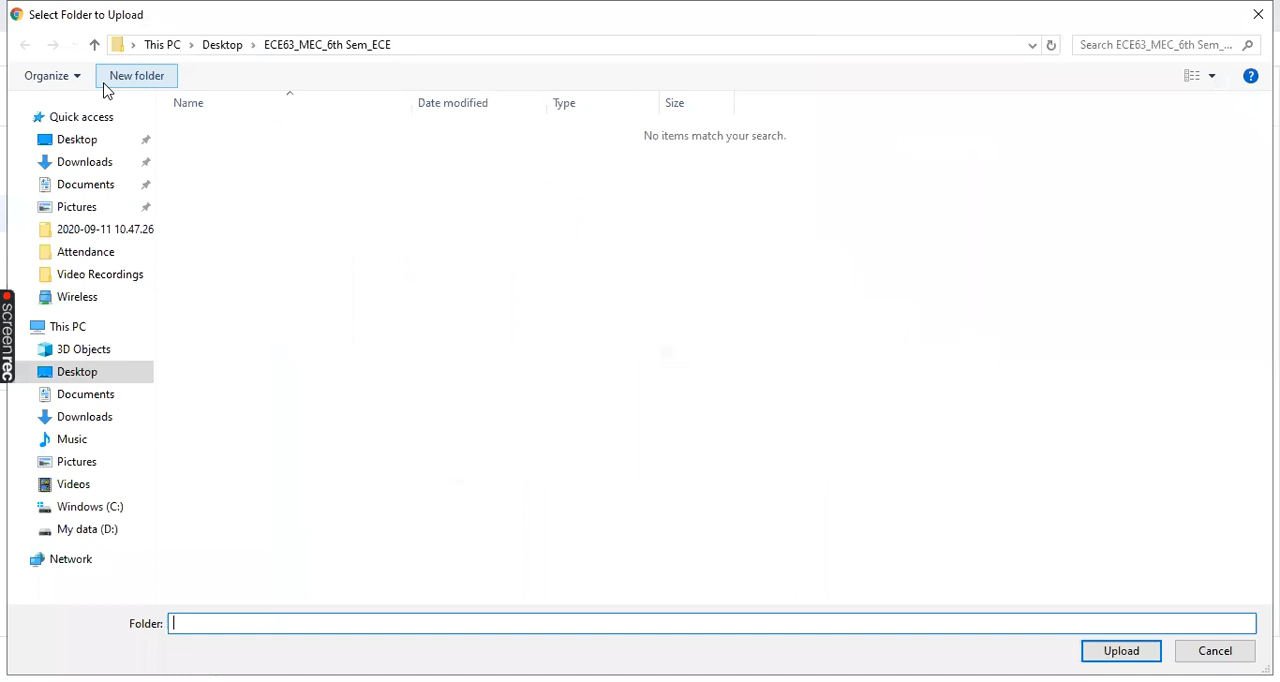 Select Folder to Upload
This PC > Desktop > ECE63_MEC_6th Sem_ECE
Search ECE63_MEC_6th Sem_...
Organize
New folder
?
Name
Date modified
Type
Size
No items match your search.
Quick access
Desktop
Downloads
Documents
Pictures
2020-09-11 10.47.26
Attendance
Video Recordings
Wireless
This PC
3D Objects
Desktop
Documents
Downloads
Music
Pictures
Videos
Windows (C:)
My data (D:)
Network
screenrec
Folder:
Upload
Cancel